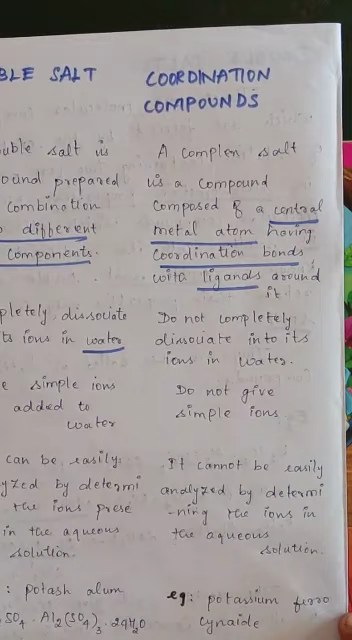 BLE SALT
uble salt is
ound prepared
combination
different
components.
pletely dissociate
ts ions in water
e simple ions
added to
water
can be easily
yzed by determi
the ions prese
in the aqueous
solution.
: potash alum
SO4 . Al2(SO4)3 . 24H2O
COORDINATION
COMPOUNDS
A complex salt
is a compound
composed of a central
metal atom having
coordination bonds
with ligands around
it.
Do not completely
dissociate into its
ions in water.
Do not give
simple ions.
It cannot be easily
analyzed by determi
-ning the ions in
the aqueous
solution.
eg: potassium ferro
cynaide